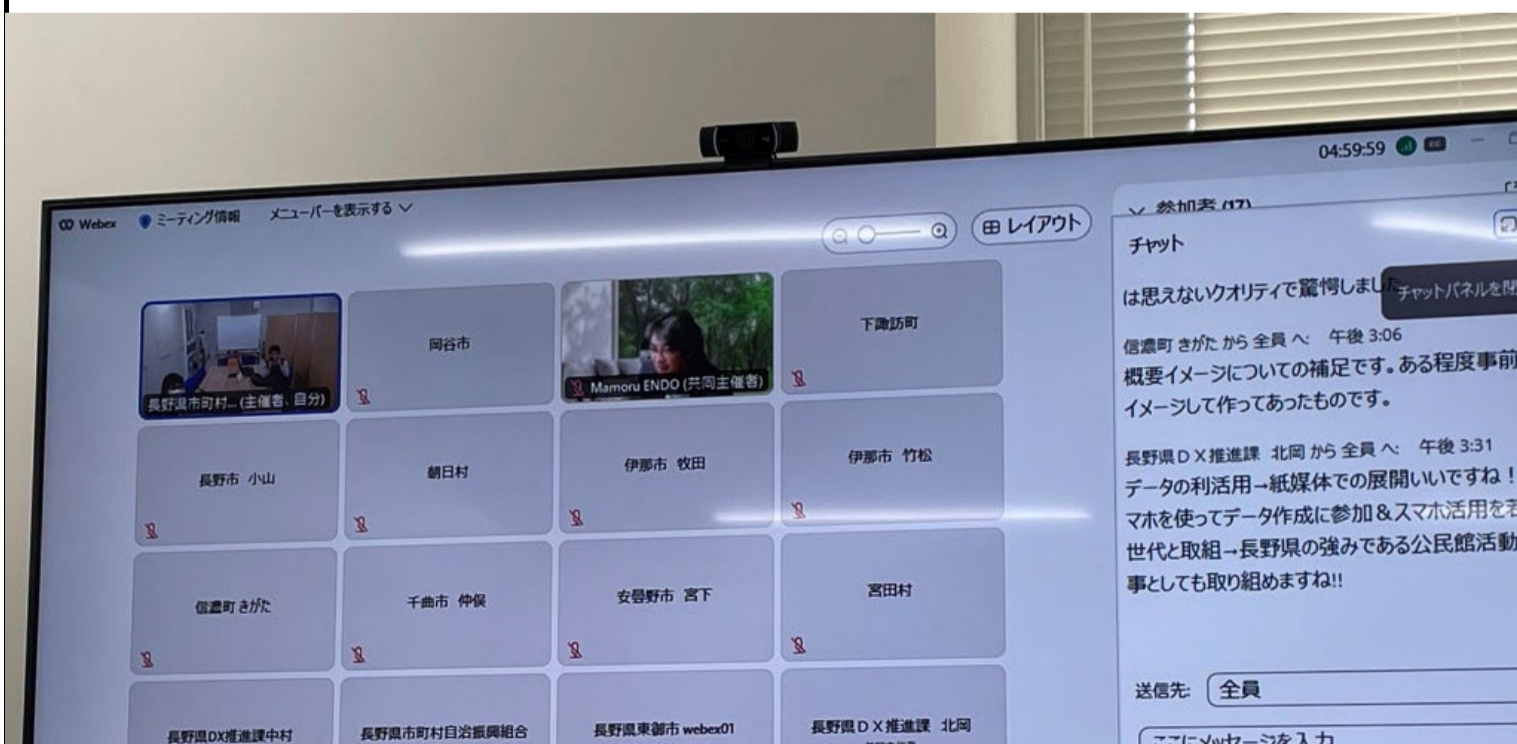 04:59:59
Webex ミーティング情報 メニューバーを表示する
レイアウト
参加者 (17)
チャット
長野県市町村... (主催者、自分)
岡谷市
Mamoru ENDO (共同主催者)
下諏訪町
長野市 小山
朝日村
伊那市 牧田
伊那市 竹松
信濃町 きがた
千曲市 仲俣
安曇野市 宮下
宮田村
長野県DX推進課中村
長野県市町村自治振興組合
長野県東御市 webex01
長野県DX推進課 北岡
は思えないクオリティで驚愕しました
チャットパネルを閉
信濃町 きがた から 全員 へ: 午後 3:06
概要イメージについての補足です。ある程度事前
イメージして作ってあったものです。
長野県DX推進課 北岡 から 全員 へ: 午後 3:31
データの利活用→紙媒体での展開いいですね！
マホを使ってデータ作成に参加＆スマホ活用を若
世代と取組→長野県の強みである公民館活動
事としても取り組めますね!!
送信先: 全員
ここにメッセージを入力